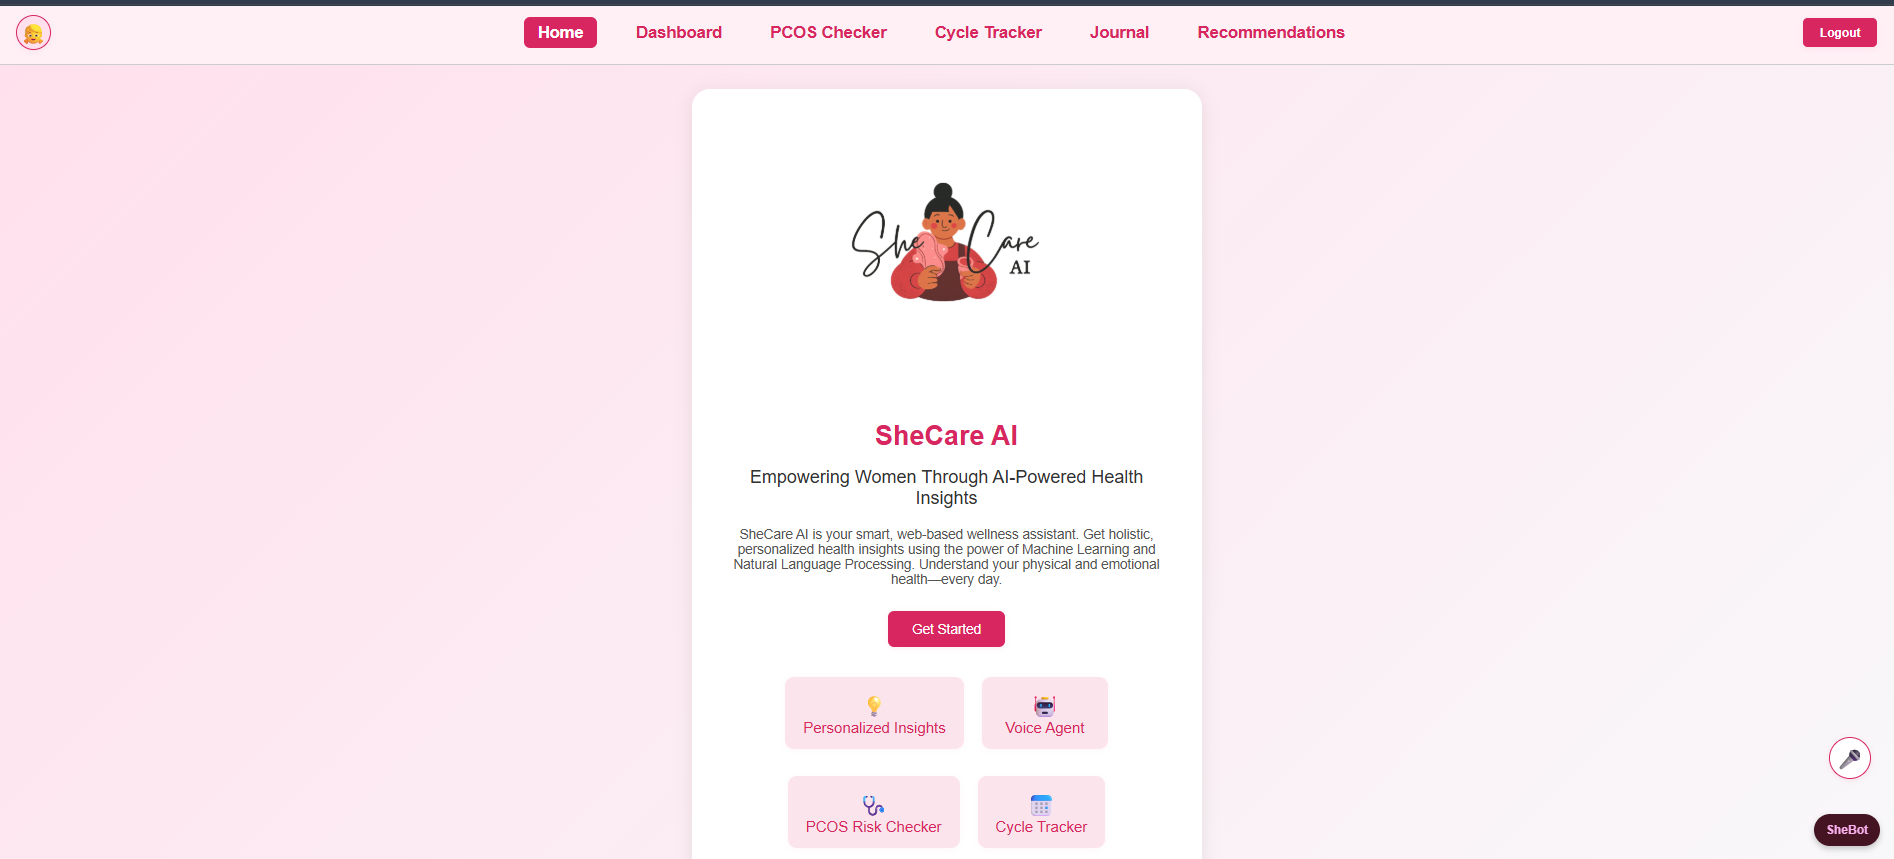 Home Dashboard PCOS Checker Cycle Tracker Journal Recommendations Logout
She Care
AI
SheCare AI
Empowering Women Through AI-Powered Health
Insights
SheCare AI is your smart, web-based wellness assistant. Get holistic,
personalized health insights using the power of Machine Learning and
Natural Language Processing. Understand your physical and emotional
health—every day.
Get Started
Personalized Insights Voice Agent
PCOS Risk Checker Cycle Tracker
SheBot